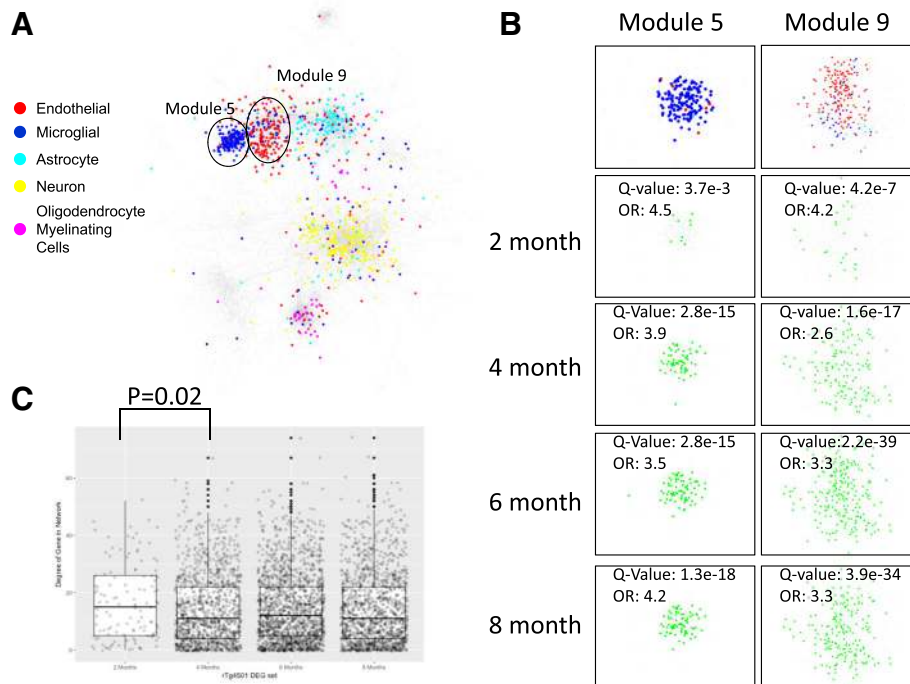 A
Module 9
Module 5
Endothelial
Microglial
Astrocyte
Neuron
Oligodendrocyte
Myelinating
Cells
B
Module 5
Module 9
2 month
Q-value: 3.7e-3
OR: 4.5
Q-value: 4.2e-7
OR:4.2
4 month
Q-Value: 2.8e-15
OR: 3.9
Q-Value: 1.6e-17
OR: 2.6
6 month
Q-Value: 2.8e-15
OR: 3.5
Q-Value:2.2e-39
OR: 3.3
8 month
Q-Value: 1.3e-18
OR: 4.2
Q-Value: 3.9e-34
OR: 3.3
C
P=0.02
Degree of Gene in Network
60
40
20
0
2 Months
4 Months
6 Months
8 Months
rTg4501 DEG set